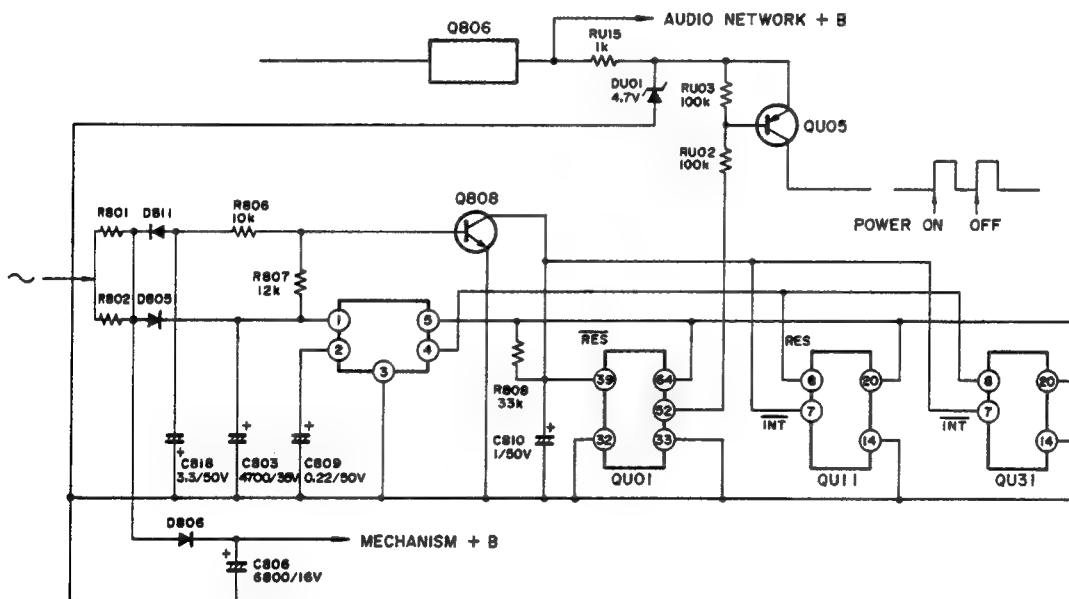 Q806
AUDIO NETWORK + B
RU15
1k
DU01
4.7V
RU03
100k
QU05
RU02
100k
POWER ON OFF
R801
D811
R806
10k
Q808
R807
12k
R802
D805
1
2
3
4
5
R808
33k
RES
39
64
52
32
33
QU01
RES
6
20
7
INT
14
QU11
8
20
7
INT
14
QU31
+
C818
3.3/50V
+
C803
4700/35V
+
C809
0.22/50V
+
C810
1/50V
D806
MECHANISM + B
+
C806
6800/16V